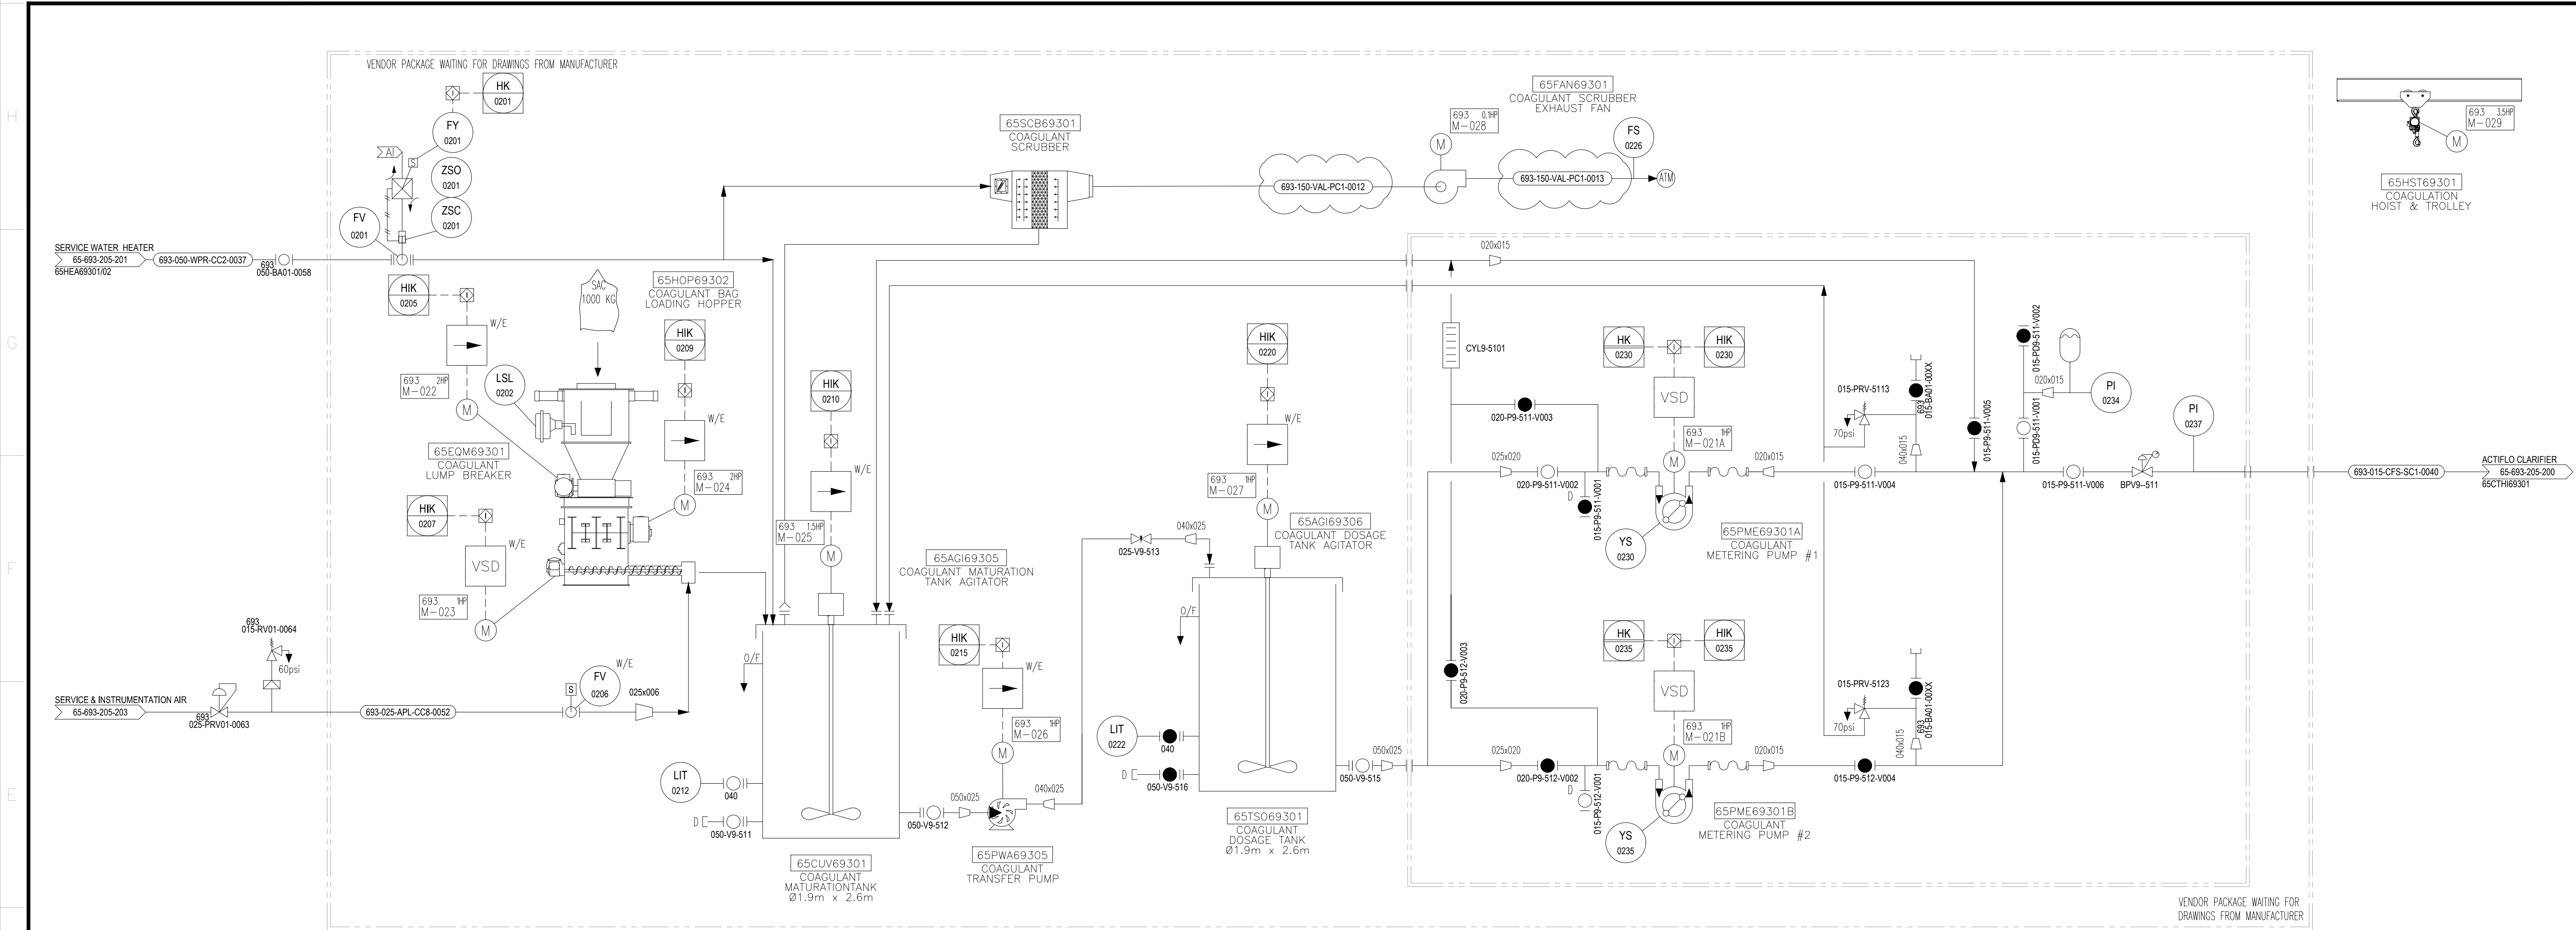 H
G
F
E
VENDOR PACKAGE WAITING FOR DRAWINGS FROM MANUFACTURER
HK
0201
I
FY
0201
AI
S
ZSO
0201
ZSC
0201
FV
0201
SERVICE WATER HEATER
65-693-205-201
65HEA69301/02
693-050-WPR-CC2-0037
693
050-BA01-0058
65SCB69301
COAGULANT
SCRUBBER
693-150-VAL-PC1-0012
693 0,1HP
M-028
M
65FAN69301
COAGULANT SCRUBBER
EXHAUST FAN
693-150-VAL-PC1-0013
FS
0226
ATM
693 3.5HP
M-029
M
65HST69301
COAGULATION
HOIST & TROLLEY
HIK
0205
I
W/E
693 2HP
M-022
M
SAC
1000 KG
65HOP69302
COAGULANT BAG
LOADING HOPPER
HIK
0209
I
W/E
693 2HP
M-024
M
LSL
0202
65EQM69301
COAGULANT
LUMP BREAKER
HIK
0207
I
W/E
VSD
693 1HP
M-023
M
693
015-RV01-0064
60psi
SERVICE & INSTRUMENTATION AIR
65-693-205-203
693
025-PRV01-0063
693-025-APL-CC8-0052
S
FV
0206
W/E
025x006
HIK
0210
I
W/E
693 1.5HP
M-025
M
65AGI69305
COAGULANT MATURATION
TANK AGITATOR
O/F
LIT
0212
040
D
050-V9-511
65CUV69301
COAGULANT
MATURATIONTANK
Ø1.9m x 2.6m
HIK
0215
I
W/E
693 1HP
M-026
M
050-V9-512
050x025
040x025
65PWA69305
COAGULANT
TRANSFER PUMP
025-V9-513
040x025
HIK
0220
I
W/E
693 1HP
M-027
M
65AGI69306
COAGULANT DOSAGE
TANK AGITATOR
O/F
LIT
0222
040
D
050-V9-516
65TSO69301
COAGULANT
DOSAGE TANK
Ø1.9m x 2.6m
050-V9-515
050x025
020x015
CYL9-5101
020-P9-511-V003
025x020
020-P9-511-V002
D
015-P9-511-V001
HK
0230
I
HIK
0230
VSD
693 1HP
M-021A
M
YS
0230
020x015
65PME69301A
COAGULANT
METERING PUMP #1
015-P9-511-V004
015-PRV-5113
70psi
040x015
693
015-BA01-00XX
015-P9-511-V005
015-PD9-511-V002
015-PD9-511-V001
020x015
PI
0234
015-P9-511-V006
BPV9--511
PI
0237
693-015-CFS-SC1-0040
ACTIFLO CLARIFIER
65-693-205-200
65CTHI69301
020-P9-512-V003
025x020
020-P9-512-V002
D
015-P9-512-V001
HK
0235
I
HIK
0235
VSD
693 1HP
M-021B
M
YS
0235
020x015
65PME69301B
COAGULANT
METERING PUMP #2
015-P9-512-V004
015-PRV-5123
70psi
040x015
693
015-BA01-00XX
VENDOR PACKAGE WAITING FOR
DRAWINGS FROM MANUFACTURER